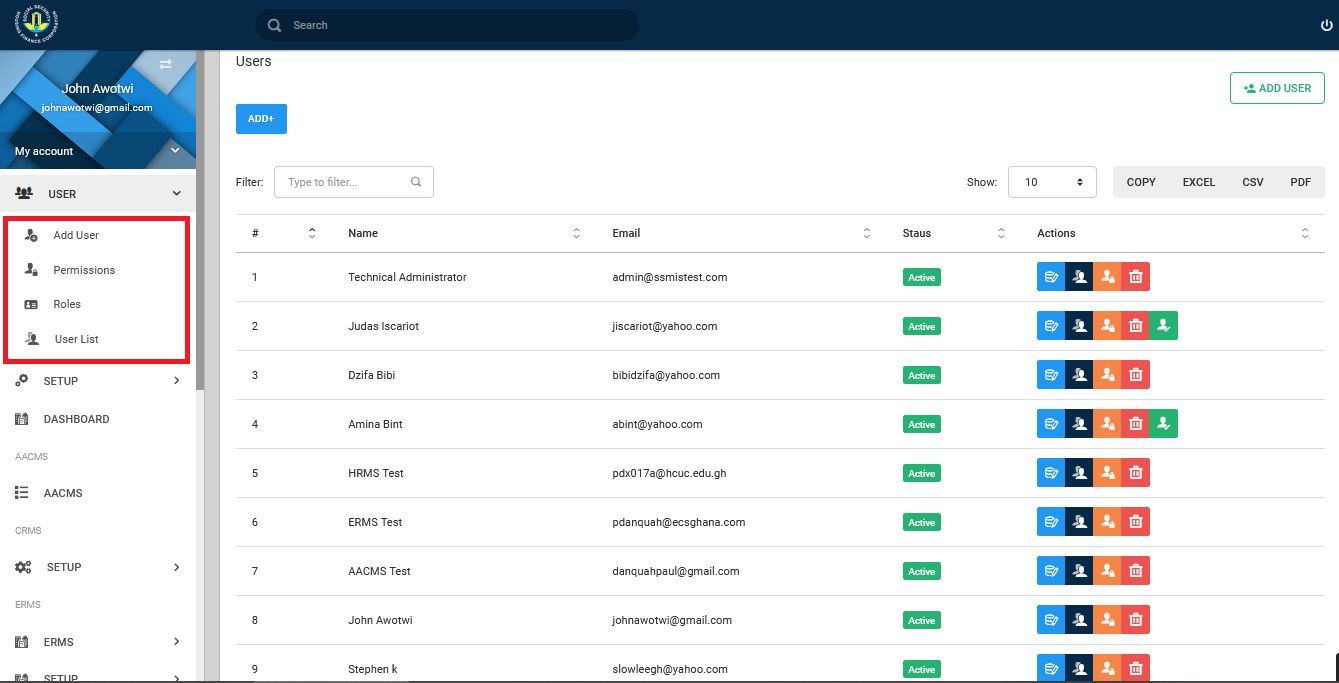 SOCIAL SECURITY
HOUSING FINANCE CORPORATION
Search
John Awotwi
johnawotwi@gmail.com
My account
USER
Add User
Permissions
Roles
User List
SETUP
DASHBOARD
AACMS
AACMS
CRMS
SETUP
ERMS
ERMS
SETUP
Users
ADD USER
ADD+
Filter: Type to filter... Show: 10 COPY EXCEL CSV PDF
# Name Email Staus Actions
1 Technical Administrator admin@ssmistest.com Active
2 Judas Iscariot jiscariot@yahoo.com Active
3 Dzifa Bibi bibidzifa@yahoo.com Active
4 Amina Bint abint@yahoo.com Active
5 HRMS Test pdx017a@hcuc.edu.gh Active
6 ERMS Test pdanquah@ecsghana.com Active
7 AACMS Test danquahpaul@gmail.com Active
8 John Awotwi johnawotwi@gmail.com Active
9 Stephen k slowleegh@yahoo.com Active